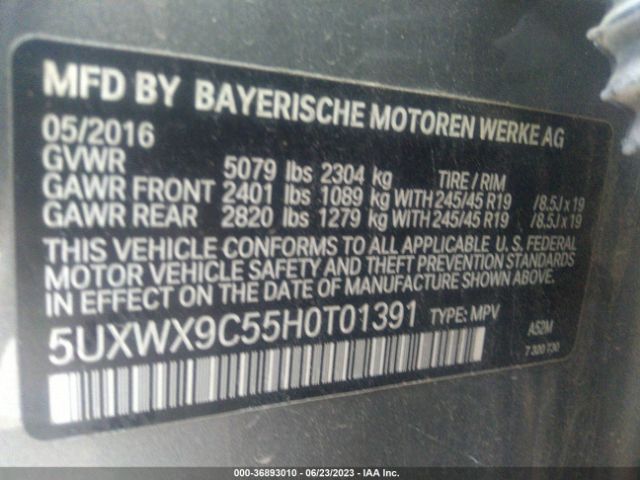 MFD BY BAYERISCHE MOTOREN WERKE AG
05/2016
GVWR 5079 lbs 2304 kg TIRE / RIM
GAWR FRONT 2401 lbs 1089 kg WITH 245/45 R19 /8.5J x 19
GAWR REAR 2820 lbs 1279 kg WITH 245/45 R19 /8.5J x 19
THIS VEHICLE CONFORMS TO ALL APPLICABLE U. S. FEDERAL
MOTOR VEHICLE SAFETY AND THEFT PREVENTION STANDARDS
IN EFFECT ON THE DATE OF MANUFACTURE SHOWN ABOVE.
5UXWX9C55H0T01391 TYPE: MPV A52M
7 320 730
000-36893010 - 06/23/2023 - IAA Inc.